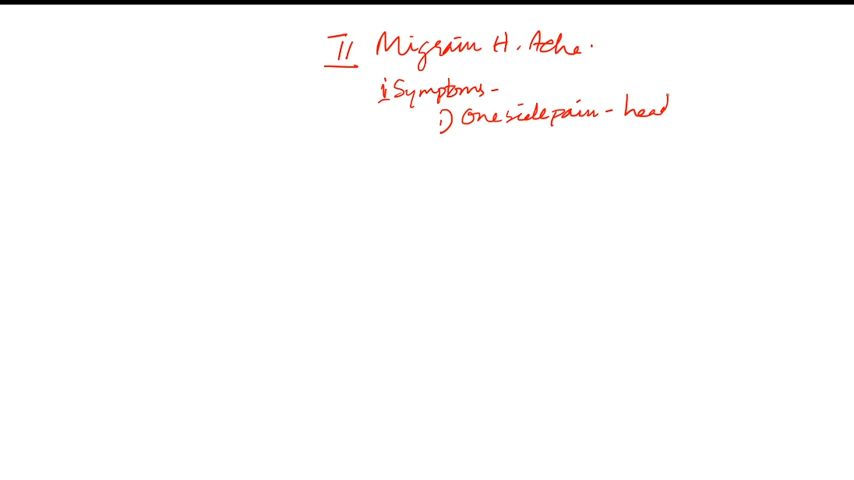 II Migrain H. Ache.
i Symptoms -
i) One side pain - head